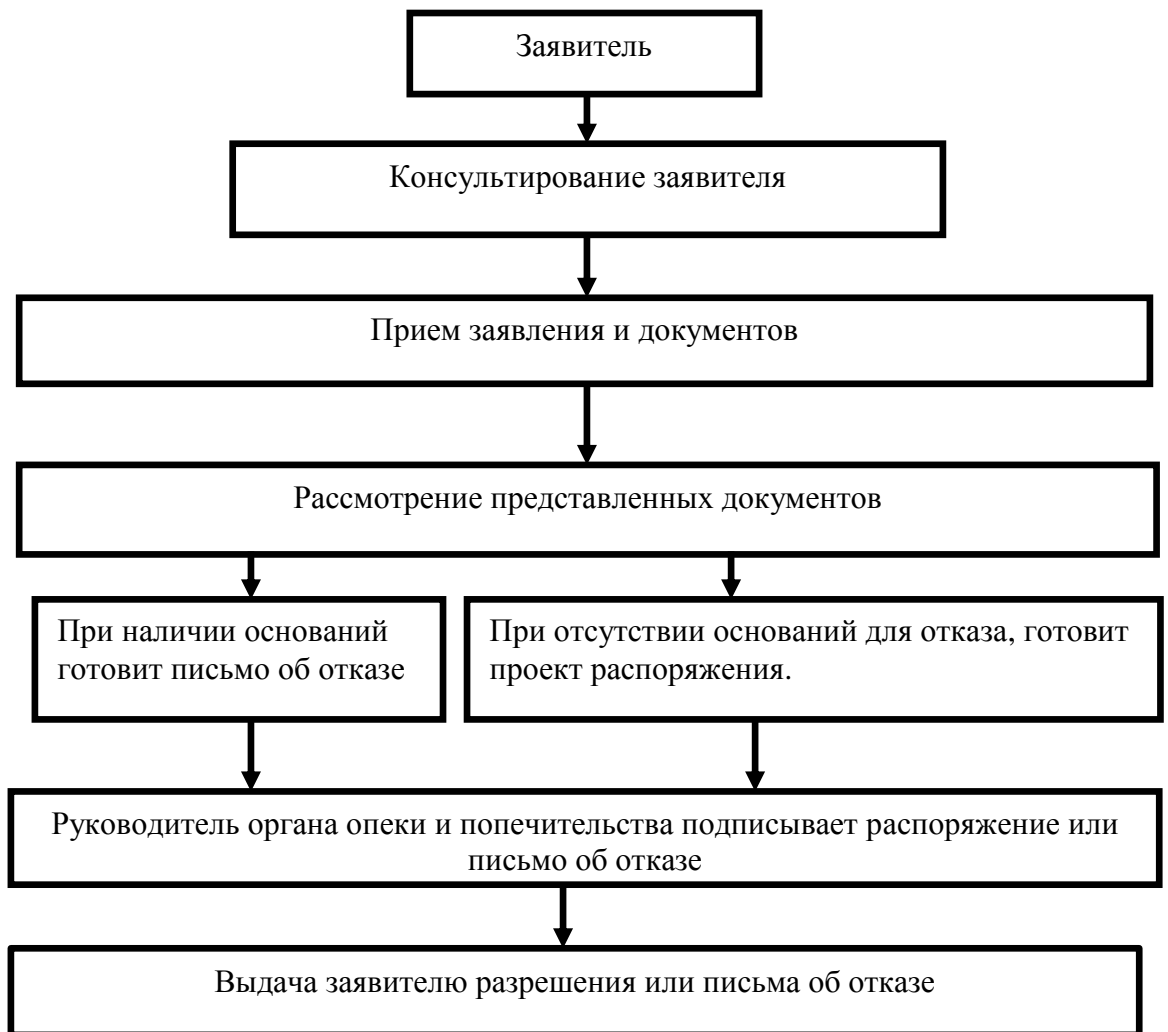 Заявитель
Консультирование заявителя
Прием заявления и документов
Рассмотрение представленных документов
При наличии оснований
готовит письмо об отказе
При отсутствии оснований для отказа, готовит
проект распоряжения.
Руководитель органа опеки и попечительства подписывает распоряжение или
письмо об отказе
Выдача заявителю разрешения или письма об отказе